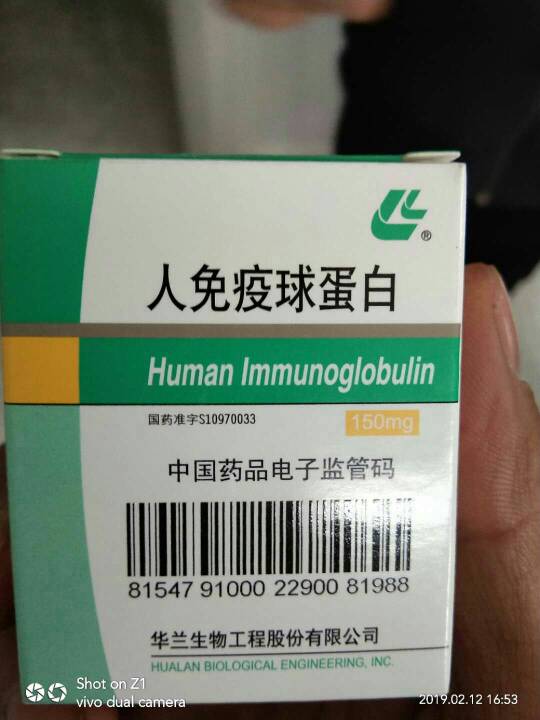 人免疫球蛋白
Human Immunoglobulin
国药准字S10970033
150mg
中国药品电子监管码
81547 91000 22900 81988
华兰生物工程股份有限公司
HUALAN BIOLOGICAL ENGINEERING, INC.
Shot on Z1
vivo dual camera
2019.02.12 16:53